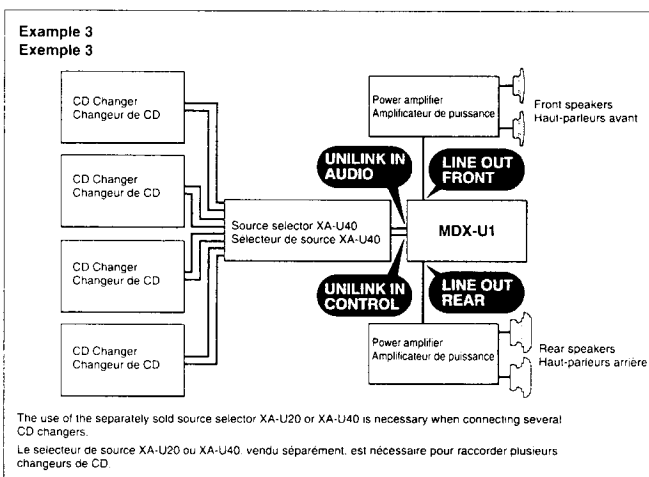 Example 3
Exemple 3
CD Changer
Changeur de CD
CD Changer
Changeur de CD
CD Changer
Changeur de CD
CD Changer
Changeur de CD
Source selector XA-U40
Sélecteur de source XA-U40
UNILINK IN
AUDIO
UNILINK IN
CONTROL
Power amplifier
Amplificateur de puissance
Front speakers
Haut-parleurs avant
LINE OUT
FRONT
MDX-U1
LINE OUT
REAR
Power amplifier
Amplificateur de puissance
Rear speakers
Haut-parleurs arrière
The use of the separately sold source selector XA-U20 or XA-U40 is necessary when connecting several
CD changers.
Le selecteur de source XA-U20 ou XA-U40, vendu séparément, est nécessaire pour raccorder plusieurs
changeurs de CD.